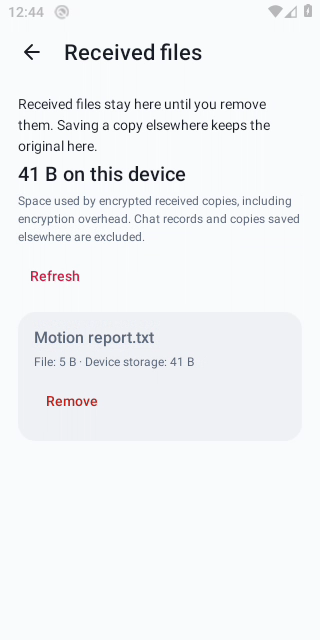 12:44
Received files
Received files stay here until you remove
them. Saving a copy elsewhere keeps the
original here.
41 B on this device
Space used by encrypted received copies, including
encryption overhead. Chat records and copies saved
elsewhere are excluded.
Refresh
Motion report.txt
File: 5 B · Device storage: 41 B
Remove